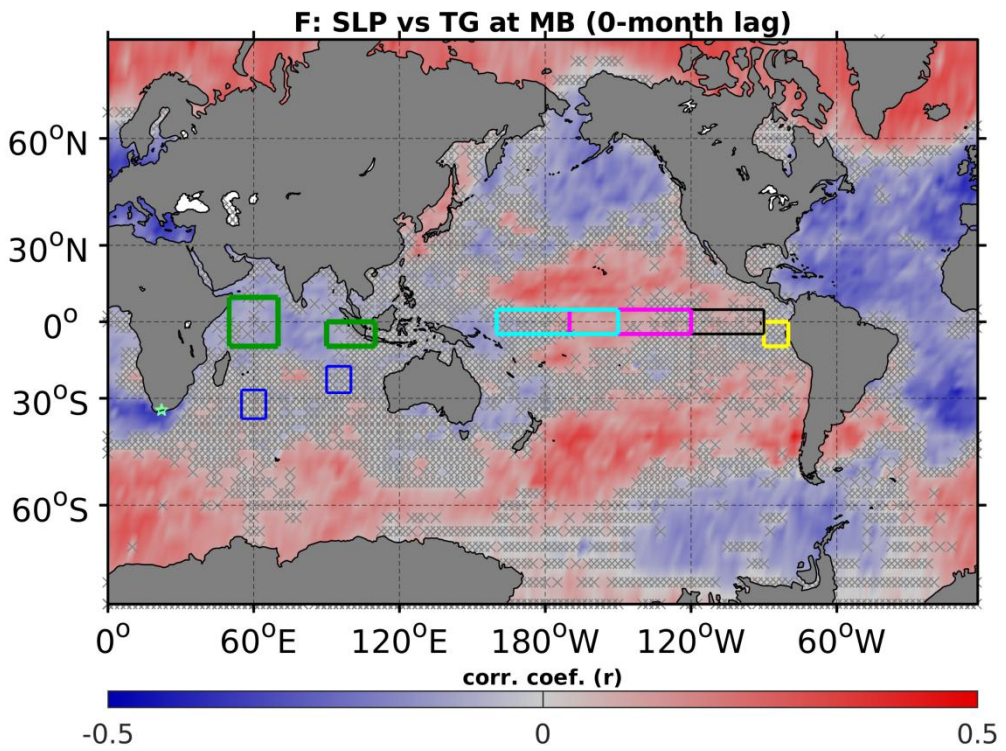 F: SLP vs TG at MB (0-month lag)
60°N
30°N
0°
30°S
60°S
0° 60°E 120°E 180°W 120°W 60°W
corr. coef. (r)
-0.5 0 0.5